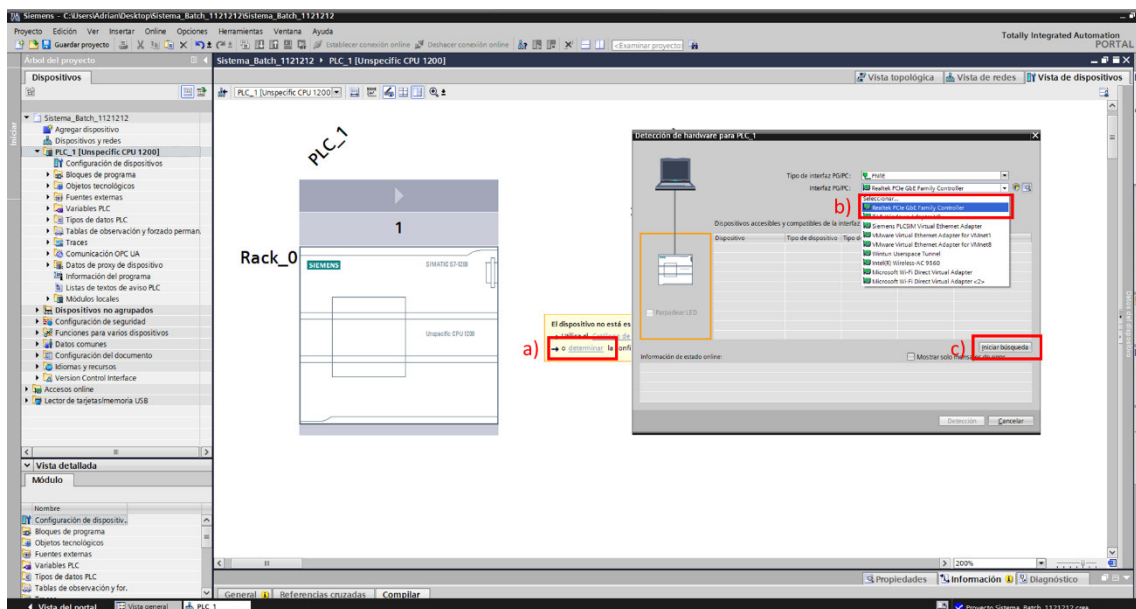 Siemens - C:\Users\Adrian\Desktop\Sistema_Batch_1121212\Sistema_Batch_1121212
Proyecto Edición Ver Insertar Online Opciones Herramientas Ventana Ayuda
Guardar proyecto Establecer conexión online Deshacer conexión online <Examinar proyecto>
Totally Integrated Automation
PORTAL
Árbol del proyecto
Sistema_Batch_1121212 PLC_1 [Unspecific CPU 1200]
Dispositivos
Vista topológica Vista de redes Vista de dispositivos
PLC_1 [Unspecific CPU 1200]
Iniciar
Sistema_Batch_1121212
Agregar dispositivo
Dispositivos y redes
PLC_1 [Unspecific CPU 1200]
Configuración de dispositivos
Bloques de programa
Objetos tecnológicos
Fuentes externas
Variables PLC
Tipos de datos PLC
Tablas de observación y forzado perman.
Traces
Comunicación OPC UA
Datos de proxy de dispositivo
Información del programa
Listas de textos de aviso PLC
Módulos locales
Dispositivos no agrupados
Configuración de seguridad
Funciones para varios dispositivos
Datos comunes
Configuración del documento
Idiomas y recursos
Version Control Interface
Accesos online
Lector de tarjetas/memoria USB
PLC_1
1
Rack_0
SIEMENS SIMATIC S7-1200
Unspecific CPU 1200
El dispositivo no está es
a) → o determinar la confi
Detección de hardware para PLC_1
Tipo de interfaz PG/PC: PN/IE
Interfaz PG/PC: Realtek PCIe GbE Family Controller
Seleccionar...
b) Realtek PCIe GbE Family Controller
Siemens PLCSIM Virtual Ethernet Adapter
VMware Virtual Ethernet Adapter for VMnet1
VMware Virtual Ethernet Adapter for VMnet8
Wintun Userspace Tunnel
Intel(R) Wireless-AC 9560
Microsoft Wi-Fi Direct Virtual Adapter
Microsoft Wi-Fi Direct Virtual Adapter <2>
Dispositivos accesibles y compatibles de la interfaz
Dispositivo Tipo de dispositivo Tipo d
Parpadear LED
c) Iniciar búsqueda
Información de estado online:
Mostrar solo mensajes de error
Detección Cancelar
Vista detallada
Módulo
Nombre
Configuración de dispositiv.
Bloques de programa
Objetos tecnológicos
Fuentes externas
Variables PLC
Tipos de datos PLC
Tablas de observación y for.
200%
Propiedades Información Diagnóstico
General Referencias cruzadas Compilar
Vista del portal Vista general PLC_1
Proyecto Sistema_Batch_1121212 crea